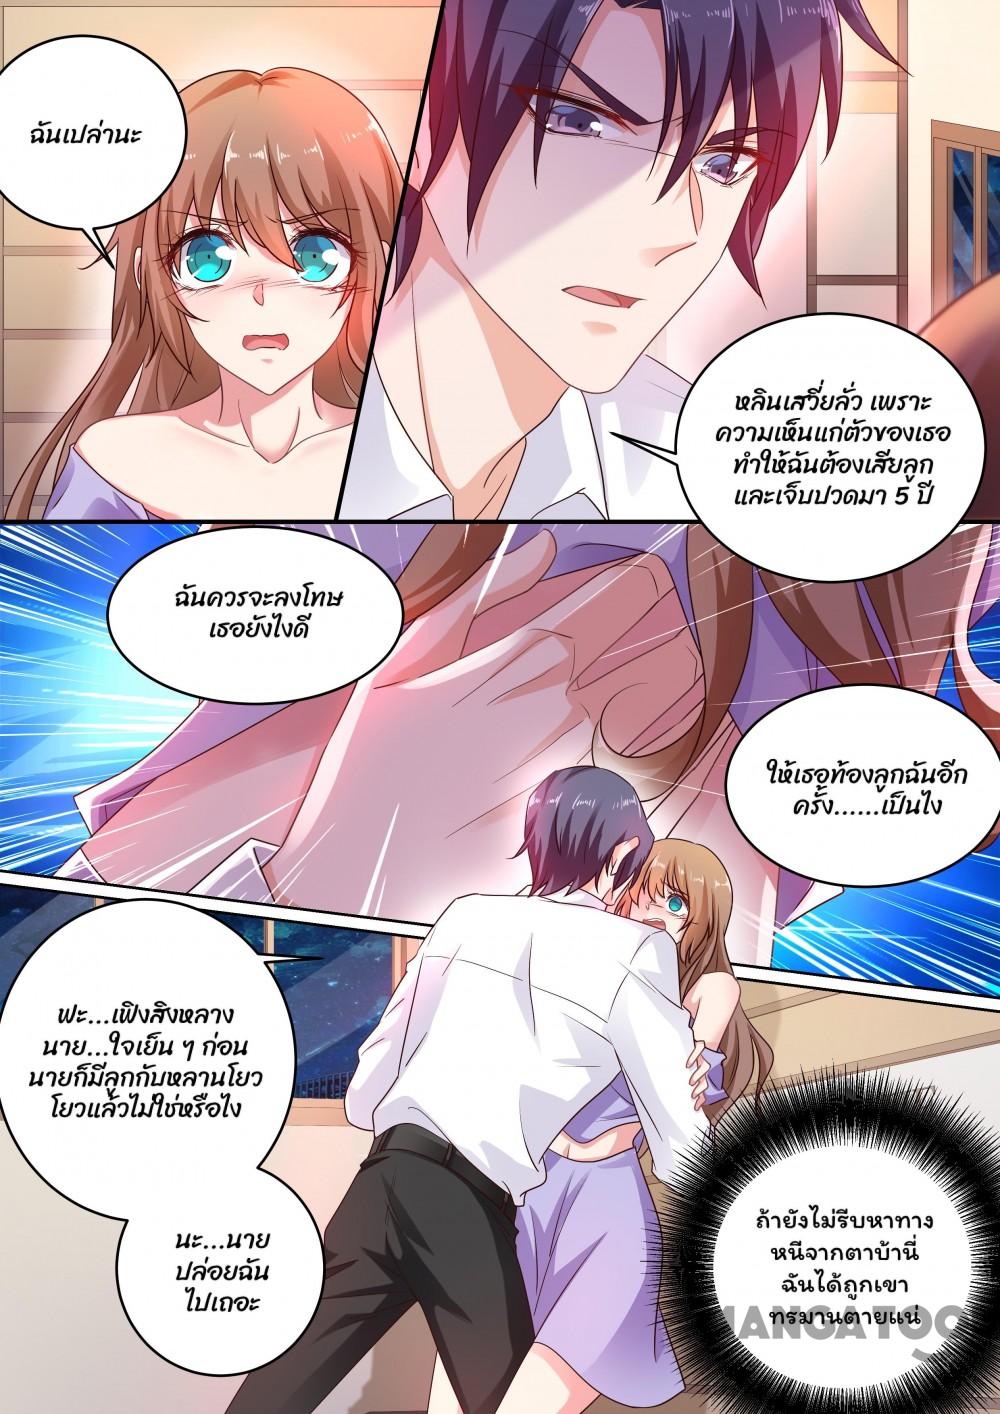 ฉันเปล่านะ
หลินเสวี่ยลั่ว เพราะ
ความเห็นแก่ตัวของเธอ
ทำให้ฉันต้องเสียลูก
และเจ็บปวดมา 5 ปี
ฉันควรจะลงโทษ
เธอยังไงดี
ให้เธอท้องลูกฉันอีก
ครั้ง......เป็นไง
ฟะ...เฟิงสิงหลาง
นาย...ใจเย็น ๆ ก่อน
นายก็มีลูกกับหลานโยว
โยวแล้วไม่ใช่หรือไง
นะ...นาย
ปล่อยฉัน
ไปเถอะ
ถ้ายังไม่รีบหาทาง
หนีจากตาบ้านี่
ฉันได้ถูกเขา
ทรมานตายแน่
MANGATOON